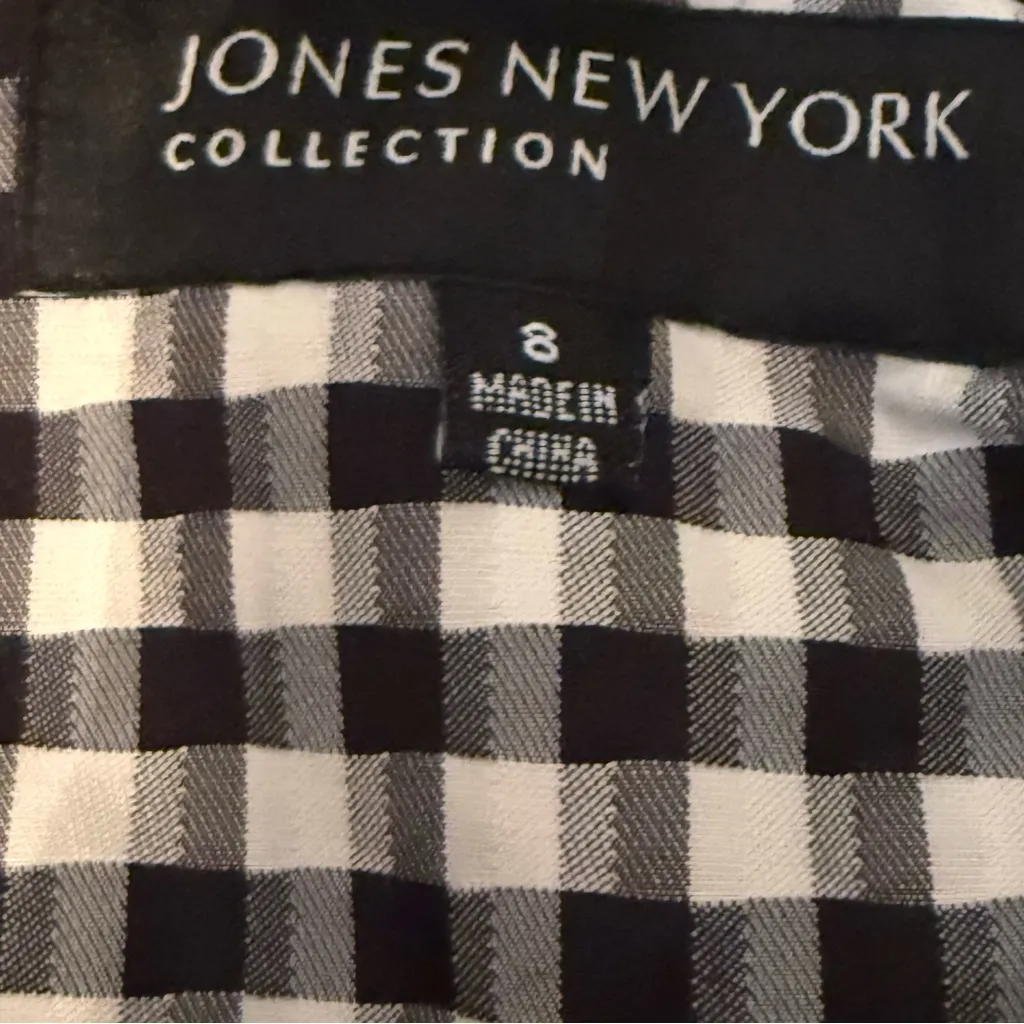 JONES NEW YORK
COLLECTION
8
MADE IN
CHINA